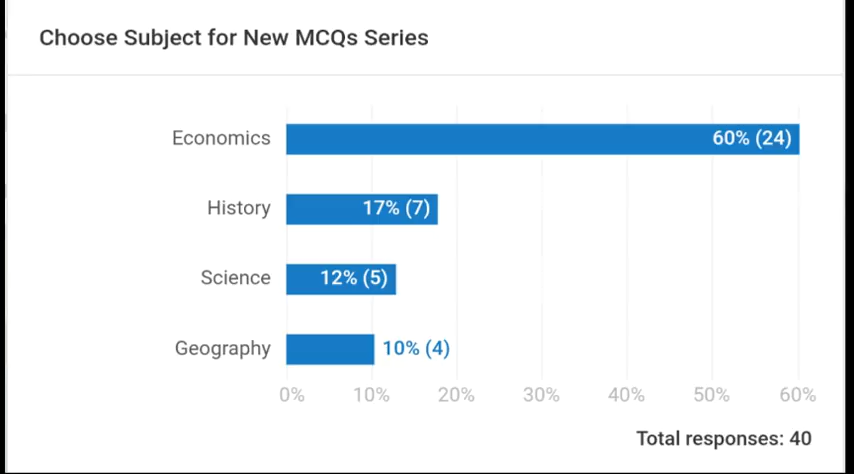 Choose Subject for New MCQs Series
Economics 60% (24)
History 17% (7)
Science 12% (5)
Geography 10% (4)
0% 10% 20% 30% 40% 50% 60%
Total responses: 40